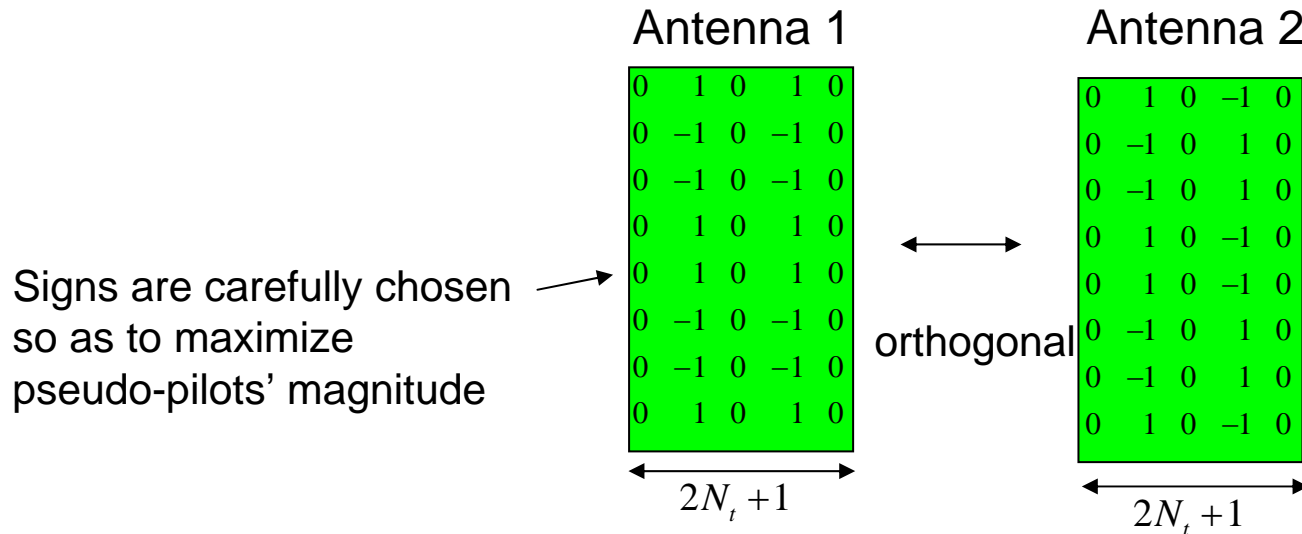 Antenna 1
0 1 0 1 0
0 −1 0 −1 0
0 −1 0 −1 0
0 1 0 1 0
0 1 0 1 0
0 −1 0 −1 0
0 −1 0 −1 0
0 1 0 1 0
2N_t + 1
Signs are carefully chosen
so as to maximize
pseudo-pilots' magnitude
orthogonal
Antenna 2
0 1 0 −1 0
0 −1 0 1 0
0 −1 0 1 0
0 1 0 −1 0
0 1 0 −1 0
0 −1 0 1 0
0 −1 0 1 0
0 1 0 −1 0
2N_t + 1